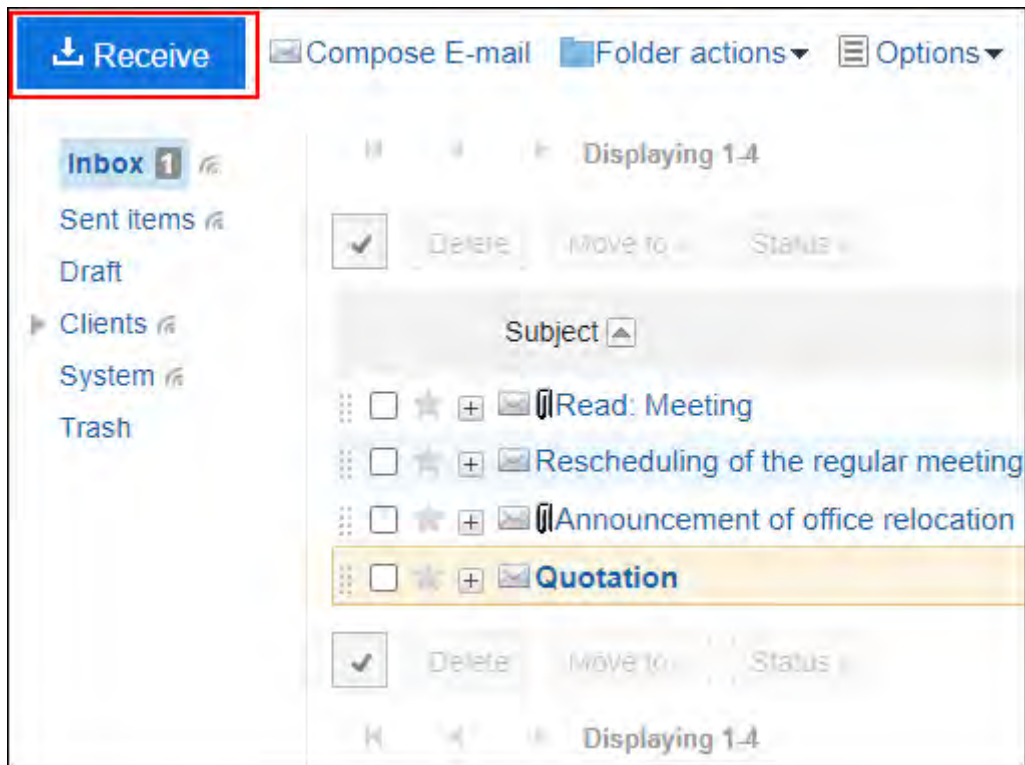 Receive Compose E-mail Folder actions Options
Inbox 1
Displaying 1-4
Sent items
Delete Move to Status
Draft
Clients
Subject
System
Read: Meeting
Trash
Rescheduling of the regular meeting
Announcement of office relocation
Quotation
Delete Move to Status
Displaying 1-4